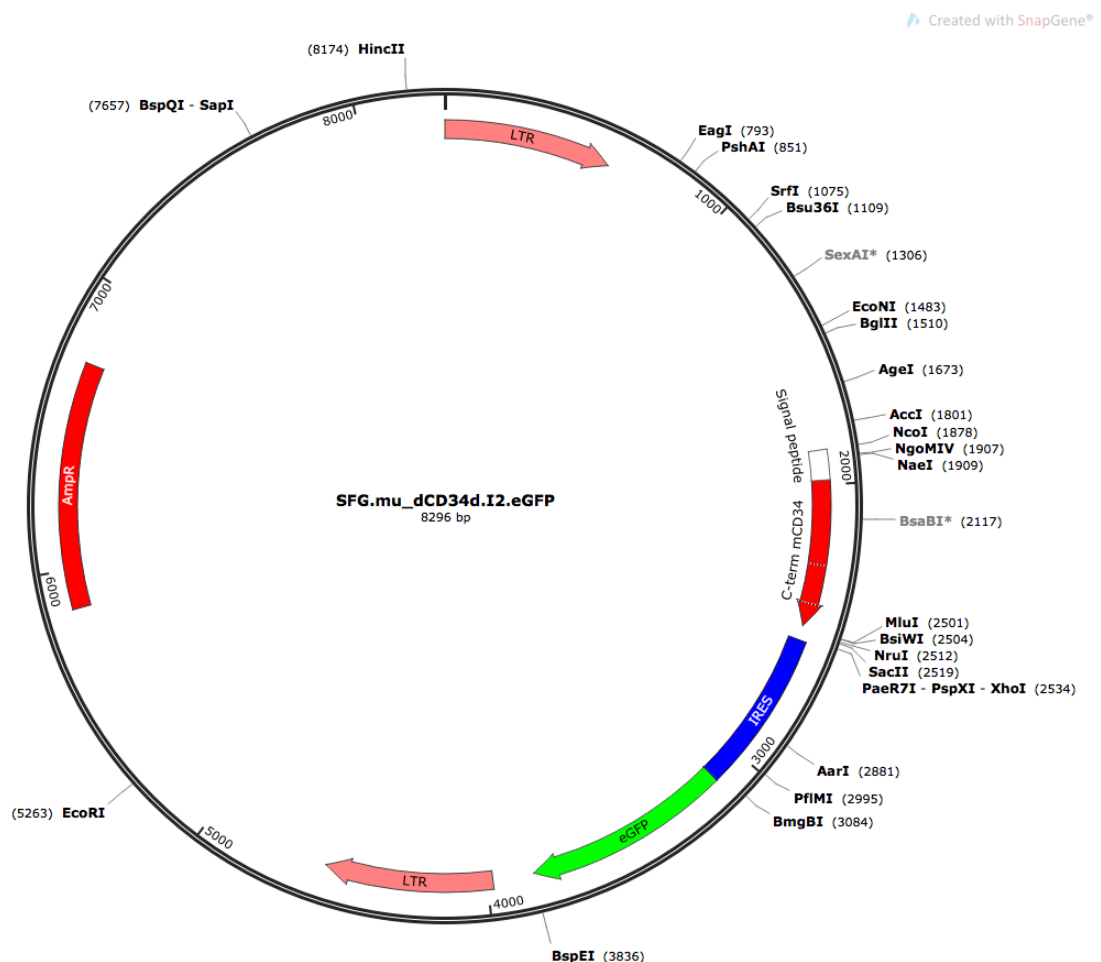 Created with SnapGene®
(8174) HincII
(7657) BspQI - SapI
8000
LTR
EagI (793)
PshAI (851)
1000
SrfI (1075)
Bsu36I (1109)
SexAI* (1306)
7000
EcoNI (1483)
BglII (1510)
AgeI (1673)
AccI (1801)
NcoI (1878)
NgoMIV (1907)
NaeI (1909)
Signal peptide
2000
AmpR
SFG.mu_dCD34d.I2.eGFP
8296 bp
BsaBI* (2117)
C-term mCD34
6000
MluI (2501)
BsiWI (2504)
NruI (2512)
SacII (2519)
PaeR7I - PspXI - XhoI (2534)
IRES
3000
AarI (2881)
PflMI (2995)
BmgBI (3084)
(5263) EcoRI
5000
eGFP
LTR
4000
BspEI (3836)